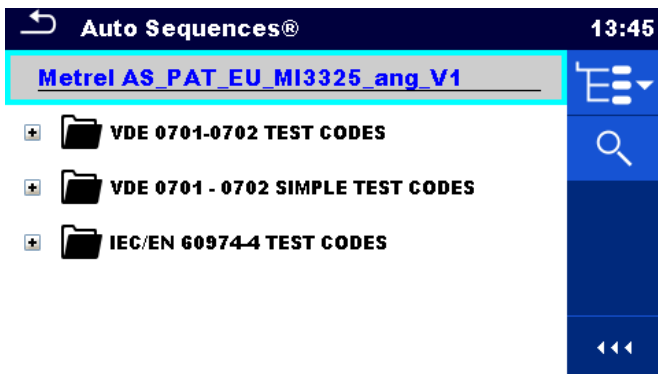 Auto Sequences® 13:45
Metrel AS_PAT_EU_MI3325_ang_V1
VDE 0701-0702 TEST CODES
VDE 0701 - 0702 SIMPLE TEST CODES
IEC/EN 60974-4 TEST CODES